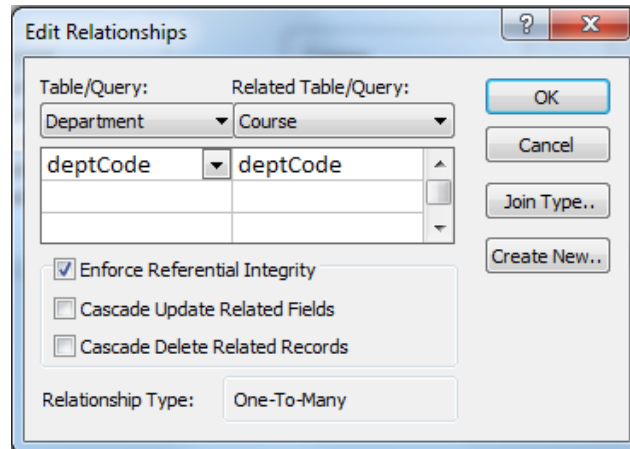 Edit Relationships
?
X
Table/Query: Related Table/Query:
Department Course
deptCode deptCode
Enforce Referential Integrity
Cascade Update Related Fields
Cascade Delete Related Records
Relationship Type: One-To-Many
OK
Cancel
Join Type..
Create New..